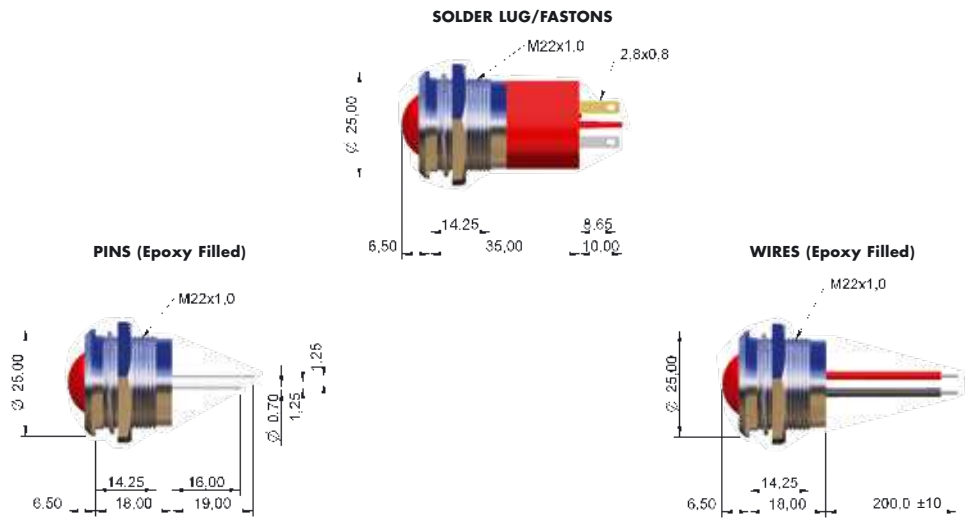 SOLDER LUG/FASTONS
M22x1,0
2,8x0,8
Ø 25,00
14.25
8.65
6,50
35,00
10,00
PINS (Epoxy Filled)
M22x1,0
Ø 25.00
1.25
1,25
Ø 0.70
14.25
16,00
6.50
18,00
19,00
WIRES (Epoxy Filled)
M22x1,0
Ø 25,00
14,25
6,50
18,00
200,0 ±10